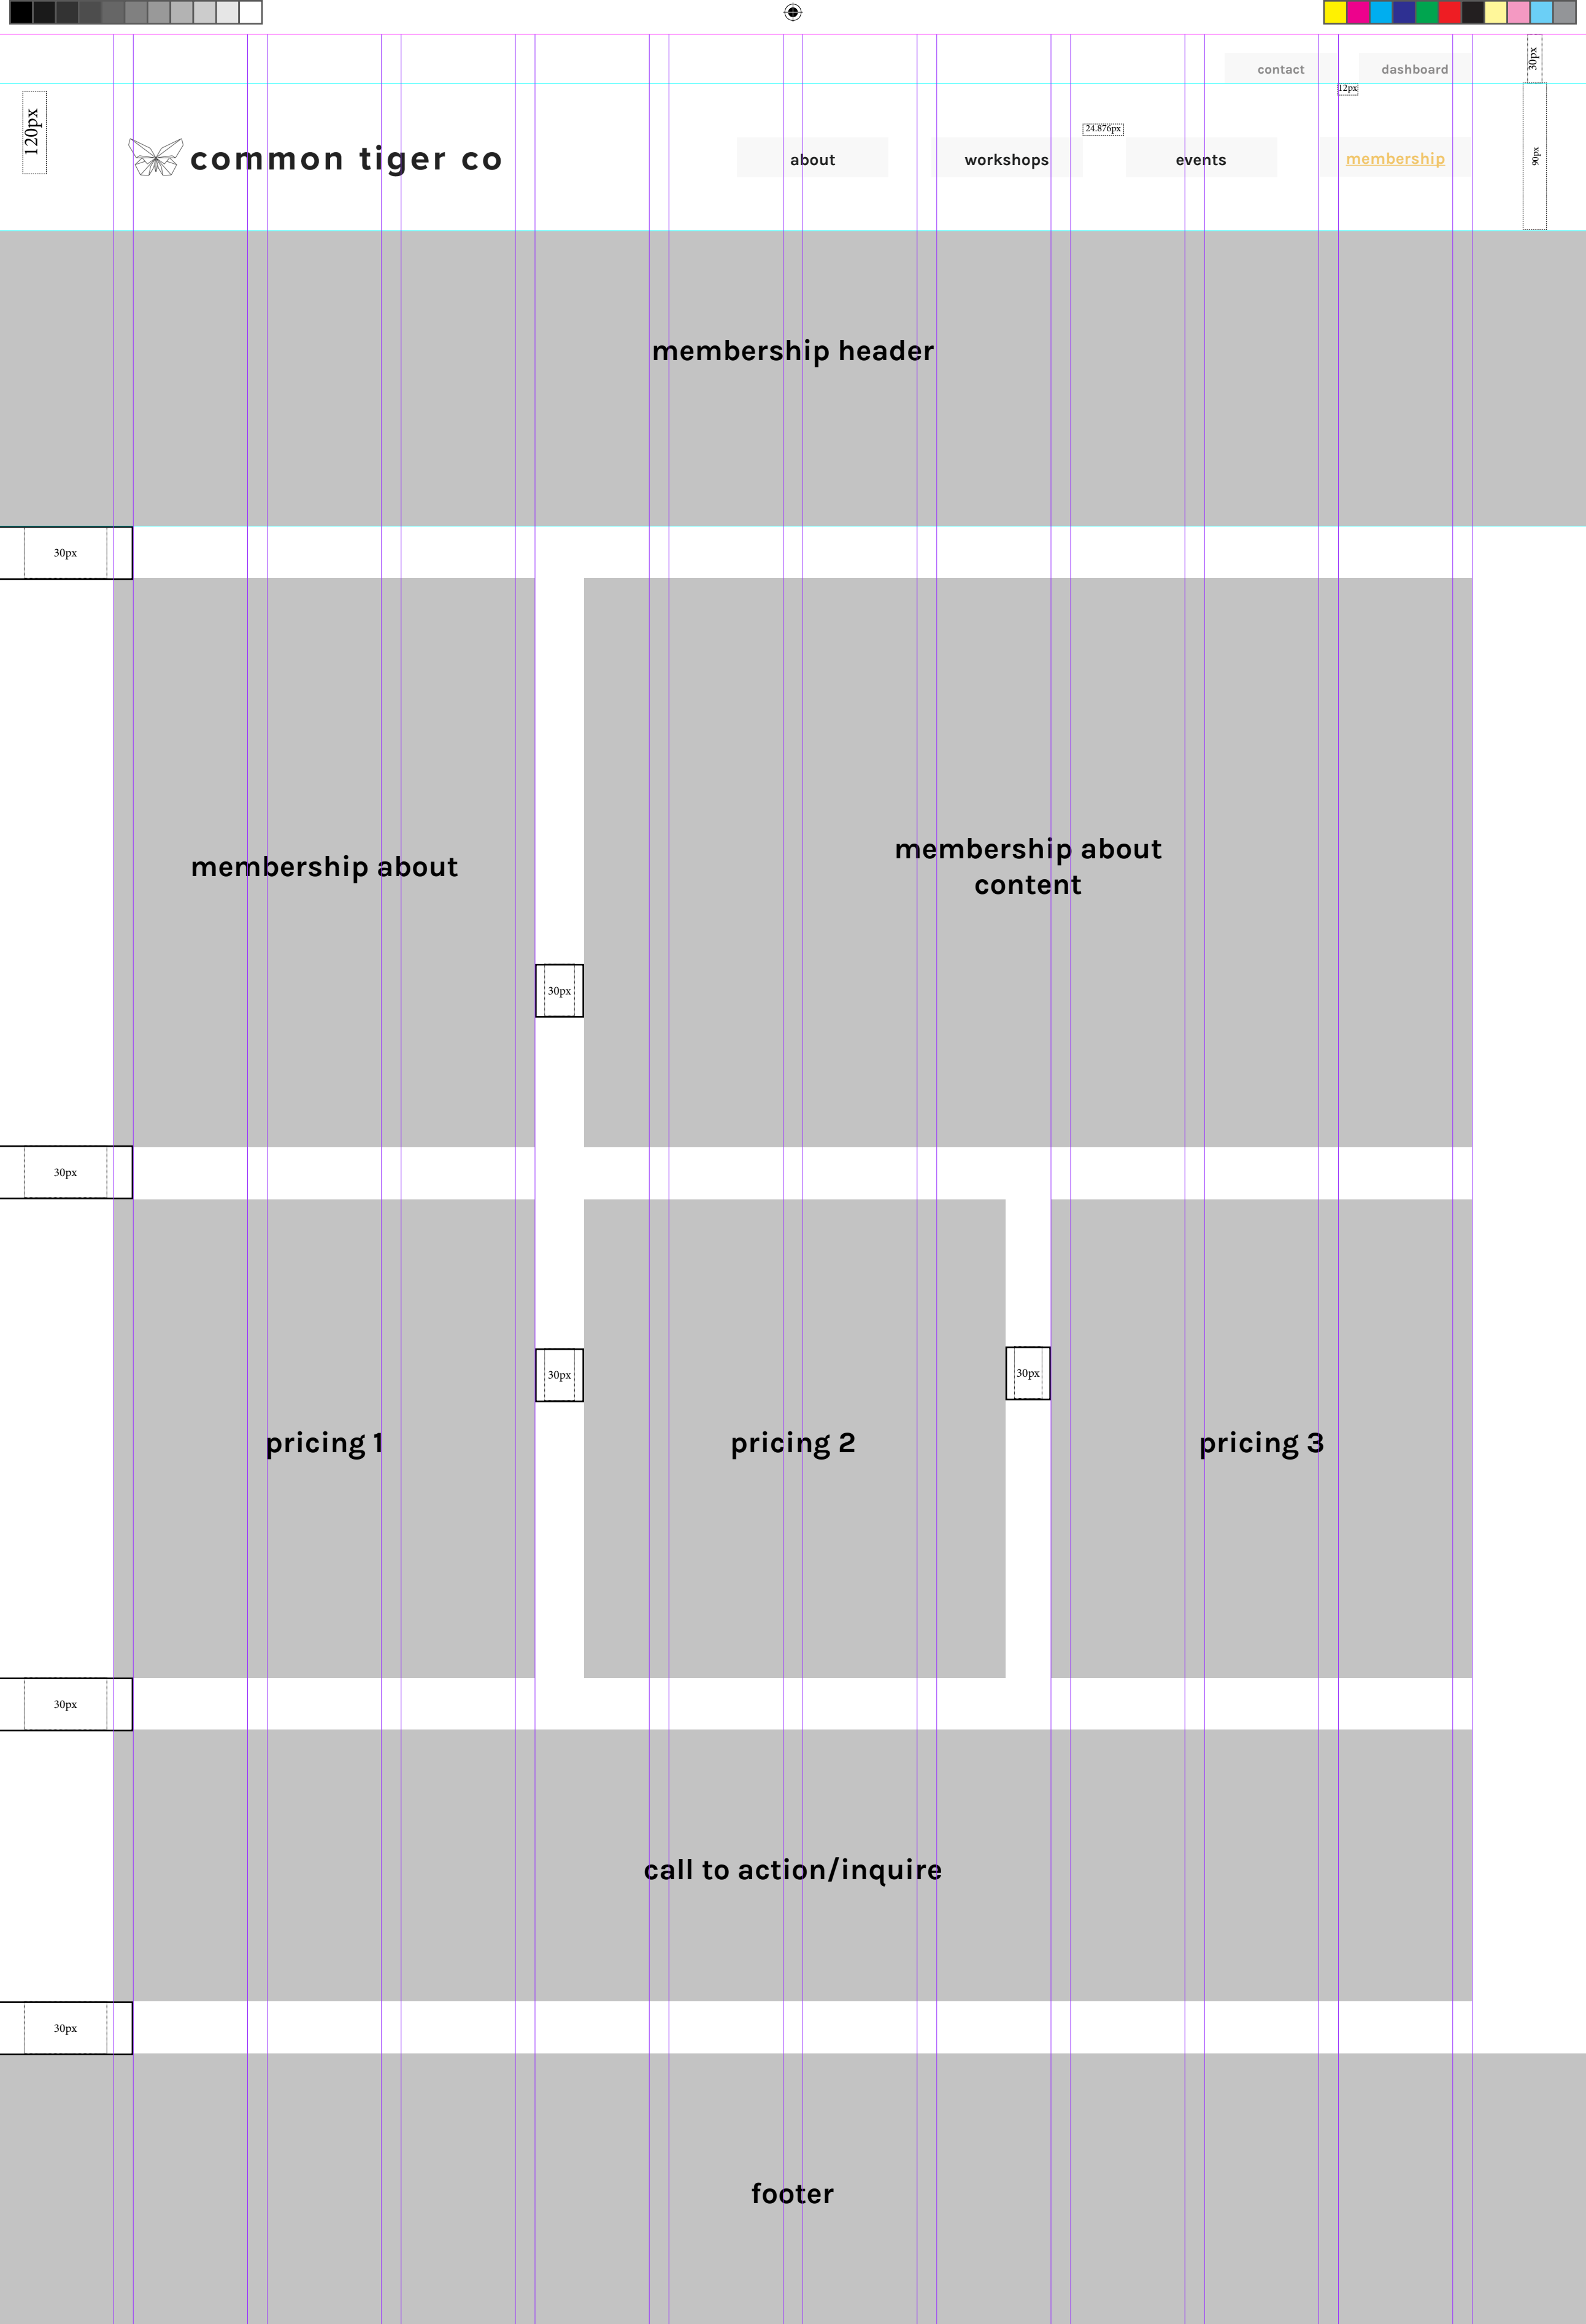 contact
dashboard
30px
12px
120px
24.876px
common tiger co
about
workshops
events
membership
90px
membership header
30px
membership about
membership about
content
30px
30px
30px
30px
pricing 1
pricing 2
pricing 3
30px
call to action/inquire
30px
footer